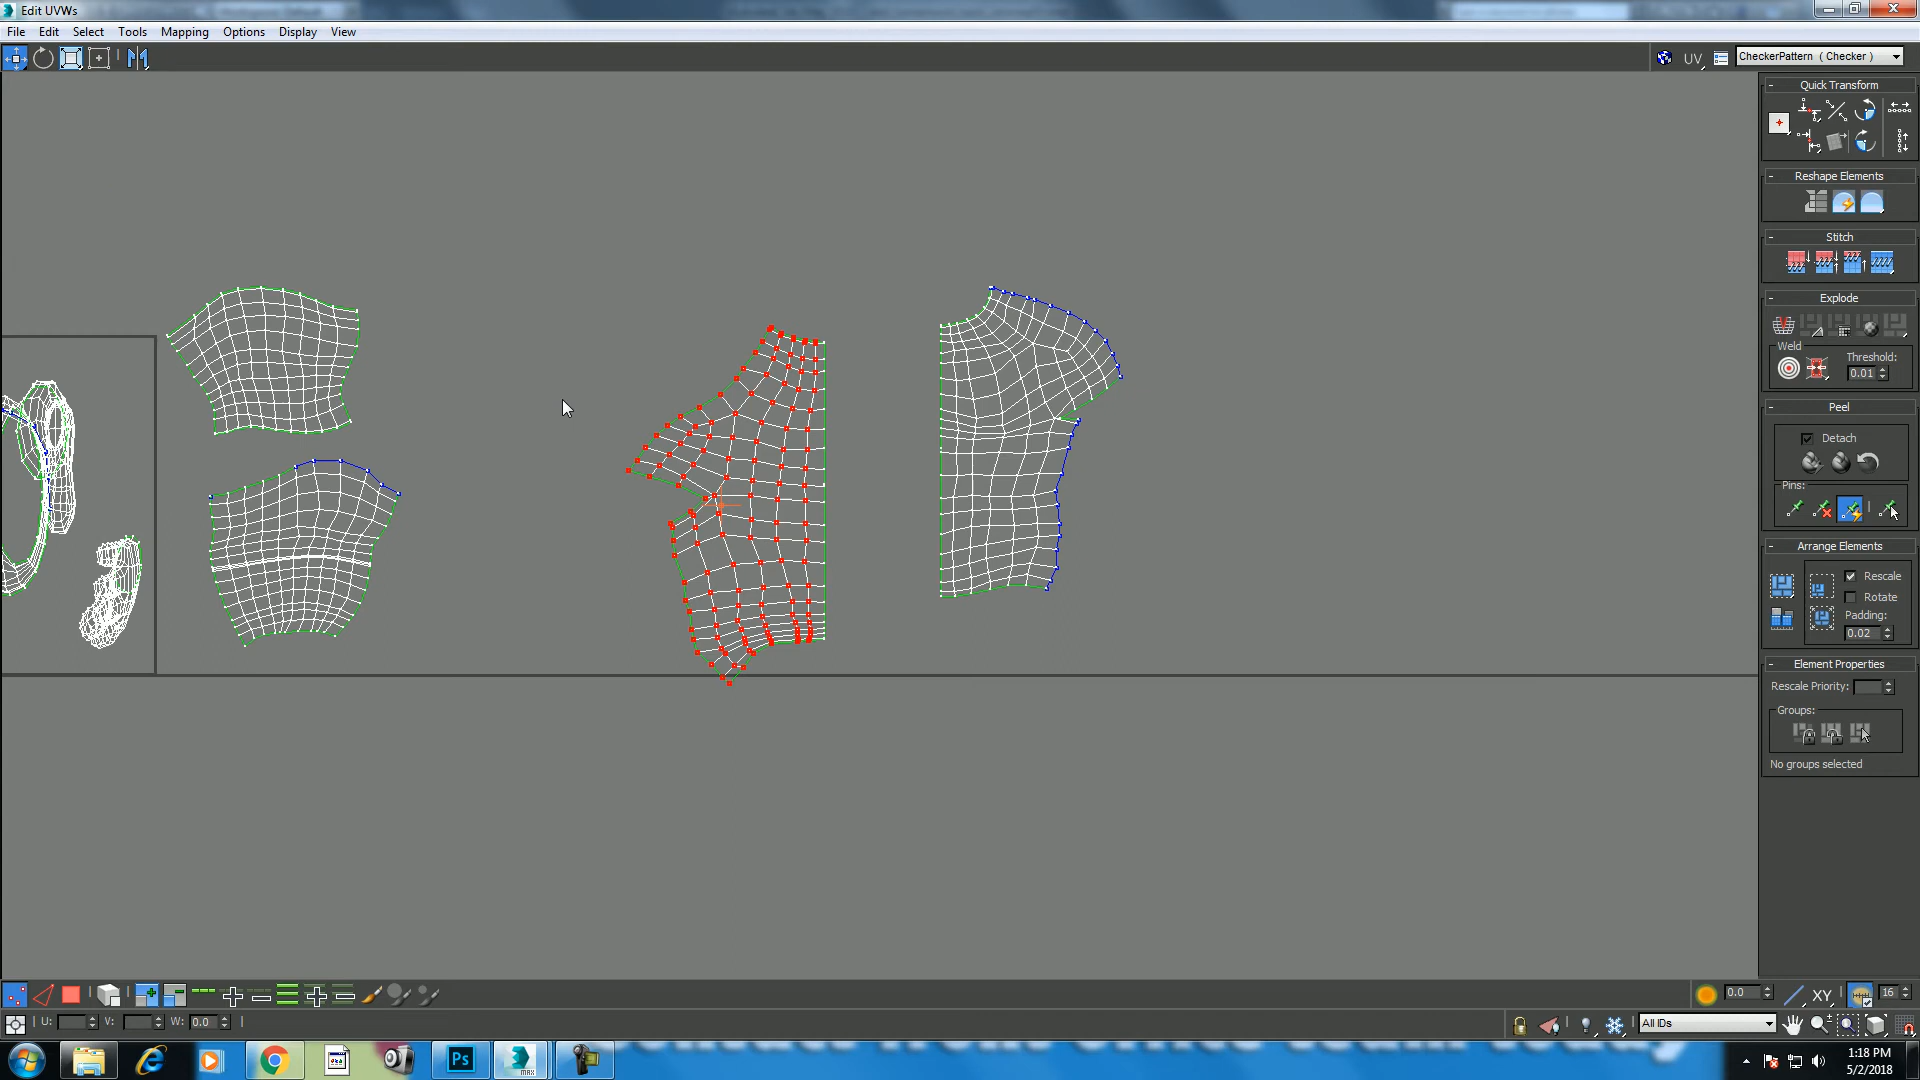 Edit UVWs
File Edit Select Tools Mapping Options Display View
UV
CheckerPattern ( Checker )
Quick Transform
Reshape Elements
Stitch
Explode
Weld
Threshold:
0.01
Peel
Detach
Pins:
Arrange Elements
Rescale
Rotate
Padding:
0.02
Element Properties
Rescale Priority:
Groups:
No groups selected
0.0
XY
16
U: V: W: 0.0
All IDs
Ps
MAX
1:18 PM
5/2/2018